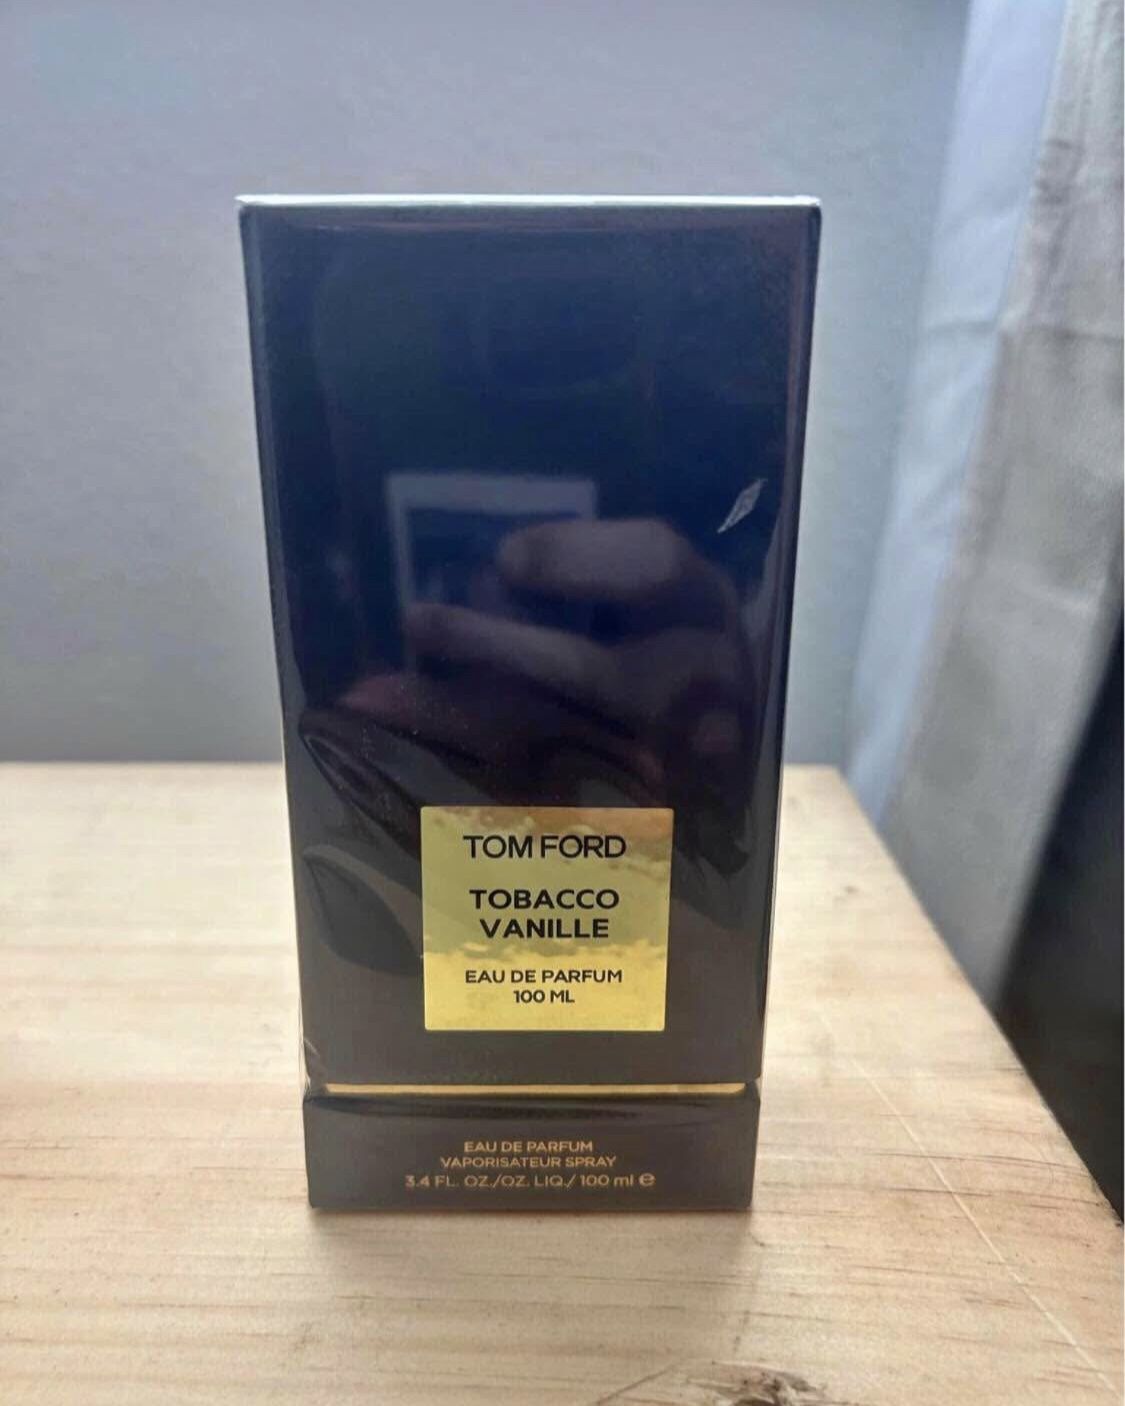 TOM FORD
TOBACCO
VANILLE
EAU DE PARFUM
100 ML
EAU DE PARFUM
VAPORISATEUR SPRAY
3.4 FL. OZ./OZ. LIQ./ 100 ml ℮